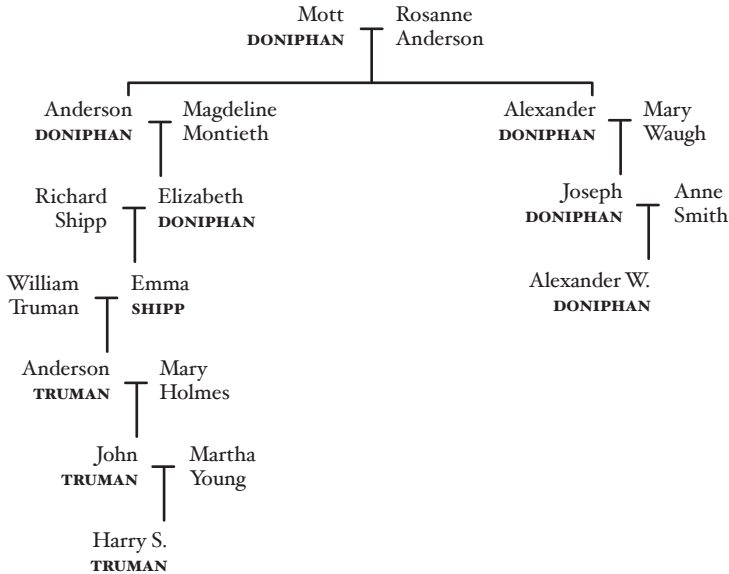 Mott
DONIPHAN
Rosanne
Anderson
Anderson
DONIPHAN
Magdeline
Montieth
Alexander
DONIPHAN
Mary
Waugh
Richard
Shipp
Elizabeth
DONIPHAN
Joseph
DONIPHAN
Anne
Smith
William
Truman
Emma
SHIPP
Alexander W.
DONIPHAN
Anderson
TRUMAN
Mary
Holmes
John
TRUMAN
Martha
Young
Harry S.
TRUMAN